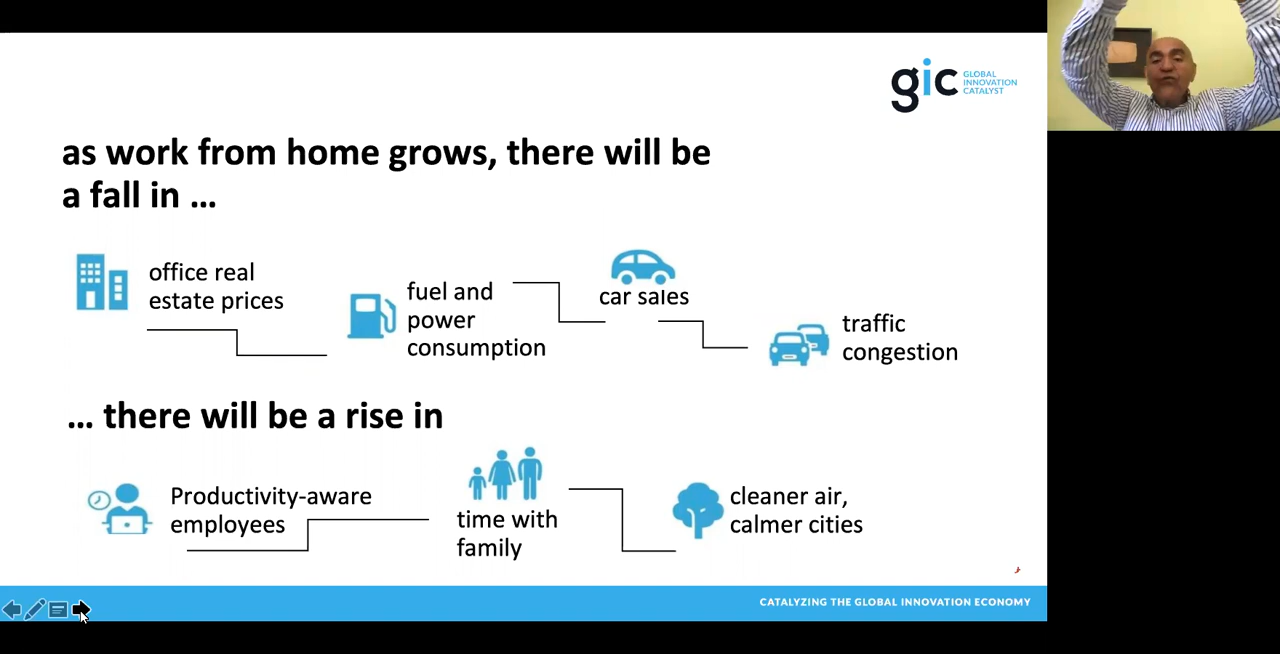 gic GLOBAL
INNOVATION
CATALYST
as work from home grows, there will be
a fall in ...
office real
estate prices
fuel and
power
consumption
car sales
traffic
congestion
... there will be a rise in
Productivity-aware
employees
time with
family
cleaner air,
calmer cities
CATALYZING THE GLOBAL INNOVATION ECONOMY